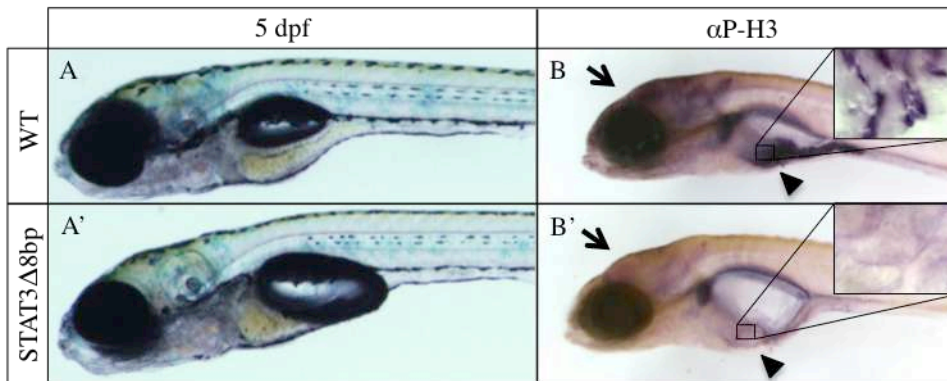 5 dpf
αP-H3
WT
A
B
STAT3Δ8bp
A'
B'